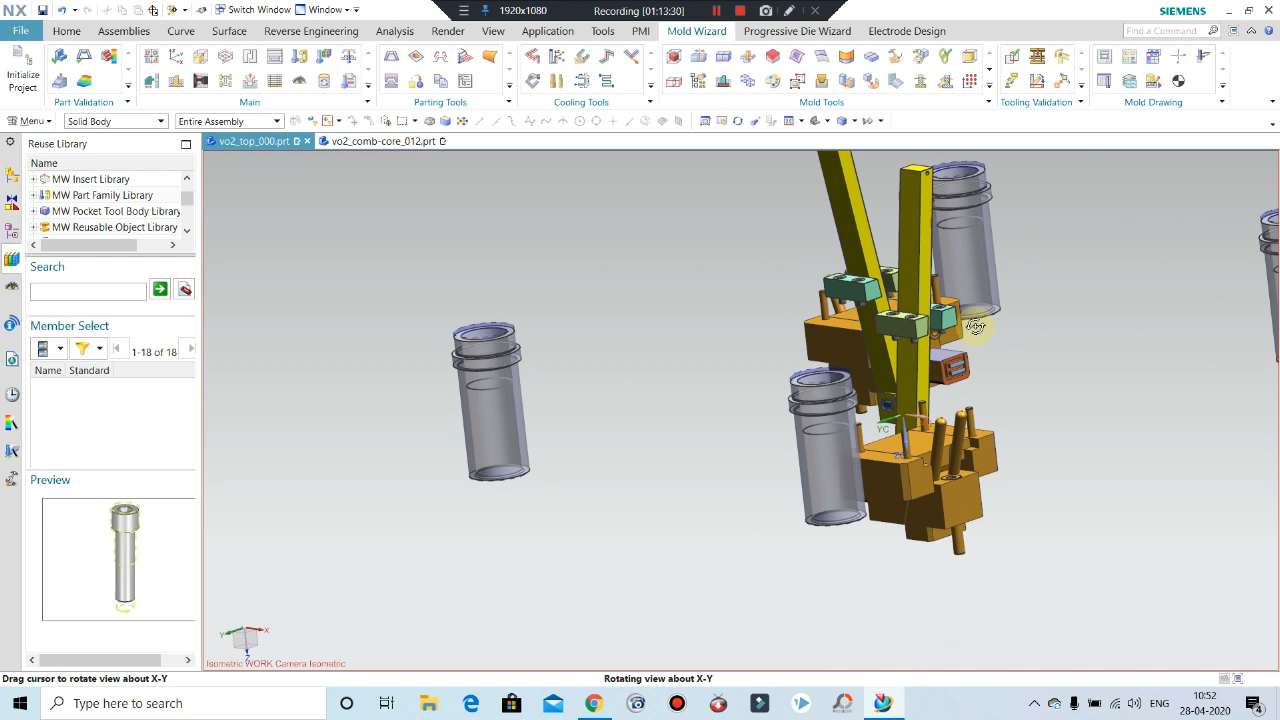 NX
Switch Window
Window
1920x1080
Recording [01:13:30]
SIEMENS
File
Home
Curve
Surface
Reverse Engineering
Analysis
Render
View
Application
Tools
PMI
Mold Wizard
Progressive Die Wizard
Electrode Design
Find a Command
Initialize
Project
Part Validation
Main
Parting Tools
Cooling Tools
Mold Tools
Tooling Validation
Mold Drawing
Menu
Solid Body
Entire Assembly
Reuse Library
vo2_top_000.prt
vo2_comb-core_012.prt
Name
MW Insert Library
MW Part Family Library
MW Pocket Tool Body Library
MW Reusable Object Library
Search
Member Select
1-18 of 18
Name
Standard
Preview
YC
Y
X
Z
Isometric WORK Camera Isometric
Drag cursor to rotate view about X-Y
Rotating view about X-Y
Type here to search
ENG
10:52
28-04-2020
4